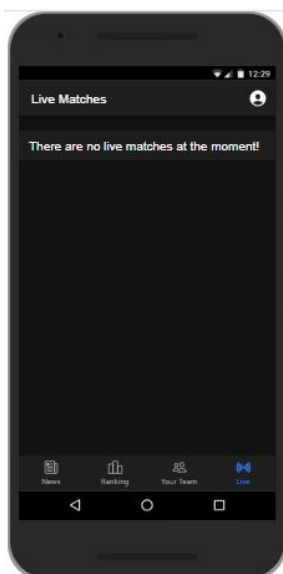 12:29
Live Matches
There are no live matches at the moment!
News Ranking Your Team Live